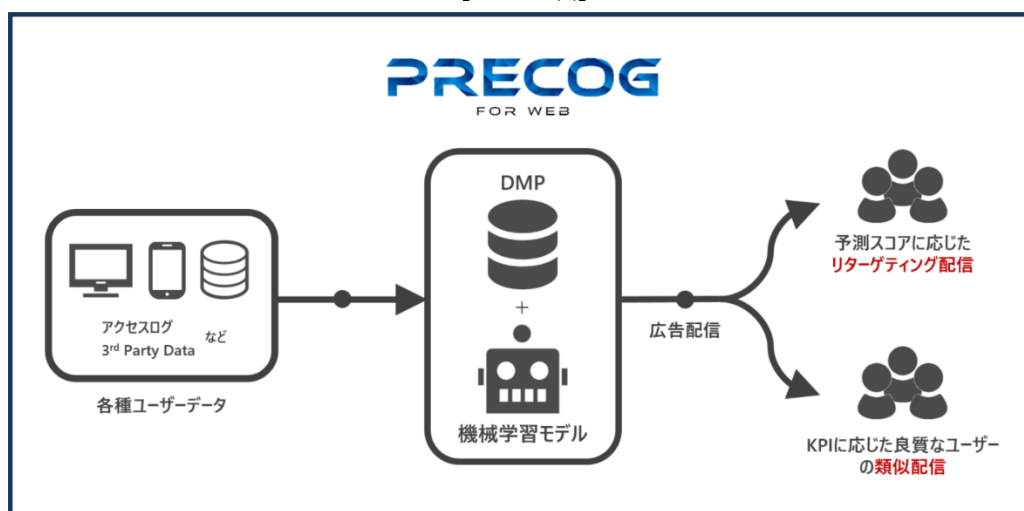 PRECOG
FOR WEB
DMP
+
機械学習モデル
アクセスログ
3rd Party Data
など
各種ユーザーデータ
広告配信
予測スコアに応じた
リターゲティング配信
KPIに応じた良質なユーザー
の類似配信